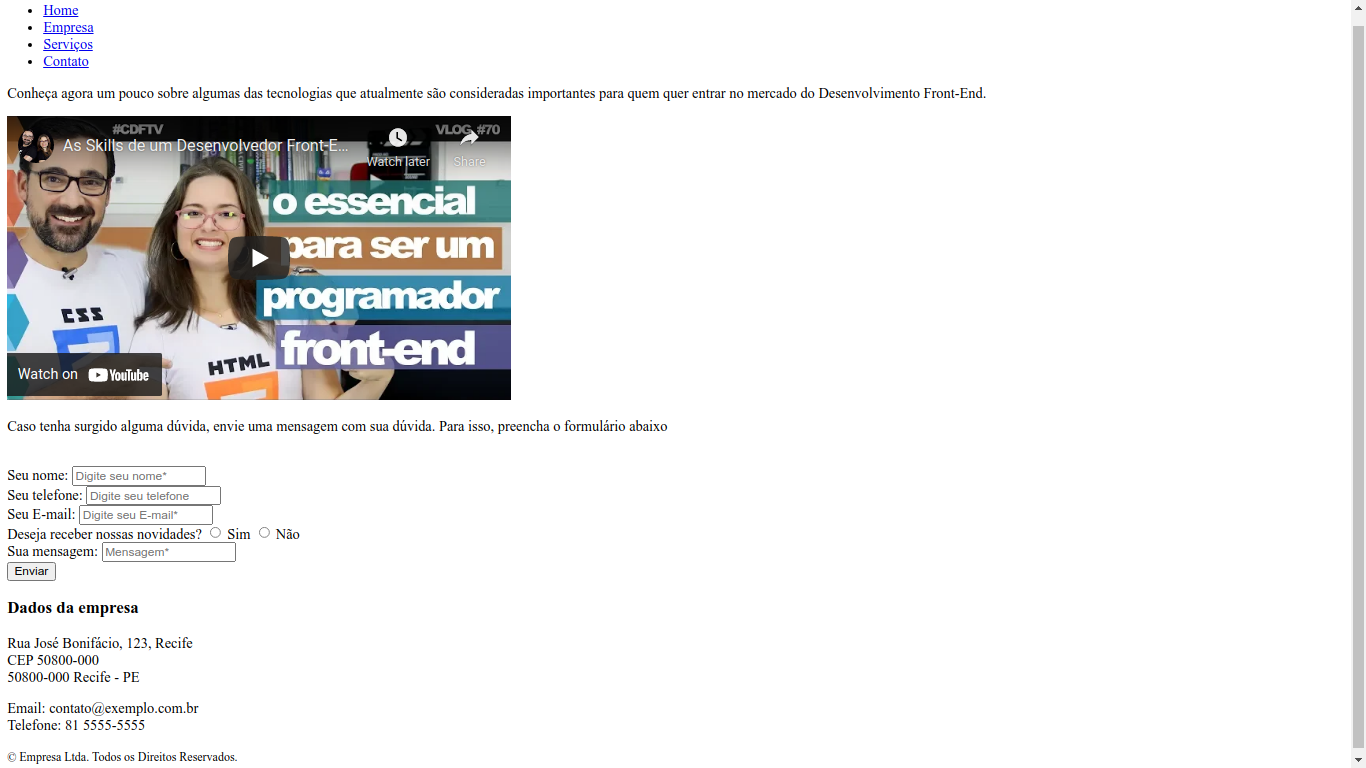 Home
Empresa
Serviços
Contato
Conheça agora um pouco sobre algumas das tecnologias que atualmente são consideradas importantes para quem quer entrar no mercado do Desenvolvimento Front-End.
#CDFTV
VLOG #70
As Skills de um Desenvolvedor Front-E...
Watch later
Share
o essencial
para ser um
programador
front-end
CSS
HTML
Watch on YouTube
Caso tenha surgido alguma dúvida, envie uma mensagem com sua dúvida. Para isso, preencha o formulário abaixo
Seu nome: Digite seu nome*
Seu telefone: Digite seu telefone
Seu E-mail: Digite seu E-mail*
Deseja receber nossas novidades? Sim Não
Sua mensagem: Mensagem*
Enviar
Dados da empresa
Rua José Bonifácio, 123, Recife
CEP 50800-000
50800-000 Recife - PE
Email: contato@exemplo.com.br
Telefone: 81 5555-5555
© Empresa Ltda. Todos os Direitos Reservados.